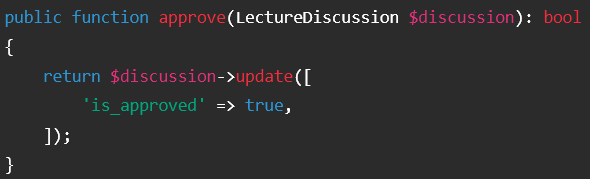 public function approve(LectureDiscussion $discussion): bool
{
    return $discussion->update([
        'is_approved' => true,
    ]);
}